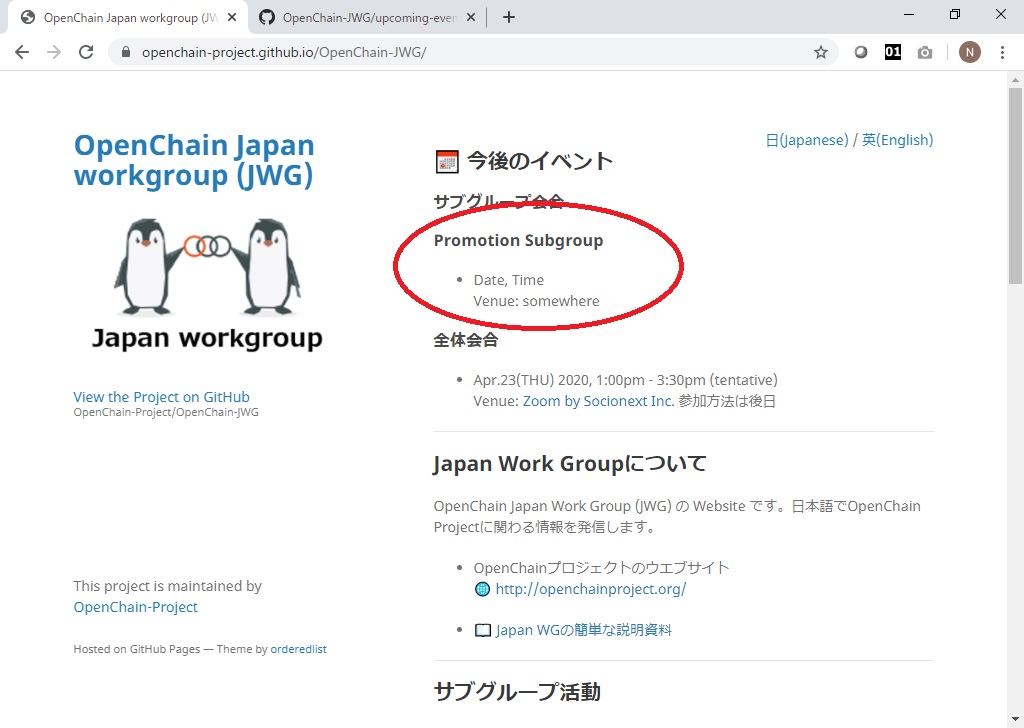 OpenChain Japan workgroup (JW
OpenChain-JWG/upcoming-even
openchain-project.github.io/OpenChain-JWG/
01
N
OpenChain Japan
workgroup (JWG)
Japan workgroup
View the Project on GitHub
OpenChain-Project/OpenChain-JWG
This project is maintained by
OpenChain-Project
Hosted on GitHub Pages — Theme by orderedlist
日(Japanese) / 英(English)
今後のイベント
サブグループ会合
Promotion Subgroup
• Date, Time
Venue: somewhere
全体会合
• Apr.23(THU) 2020, 1:00pm - 3:30pm (tentative)
Venue: Zoom by Socionext Inc. 参加方法は後日
Japan Work Groupについて
OpenChain Japan Work Group (JWG) の Website です。日本語でOpenChain
Projectに関わる情報を発信します。
• OpenChainプロジェクトのウエブサイト
http://openchainproject.org/
• Japan WGの簡単な説明資料
サブグループ活動